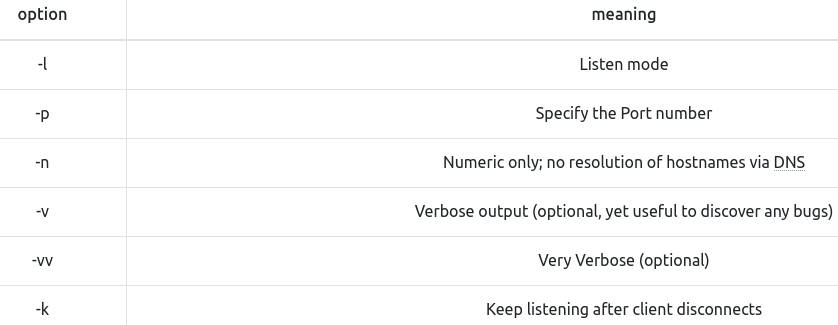 option meaning
-l Listen mode
-p Specify the Port number
-n Numeric only; no resolution of hostnames via DNS
-v Verbose output (optional, yet useful to discover any bugs)
-vv Very Verbose (optional)
-k Keep listening after client disconnects